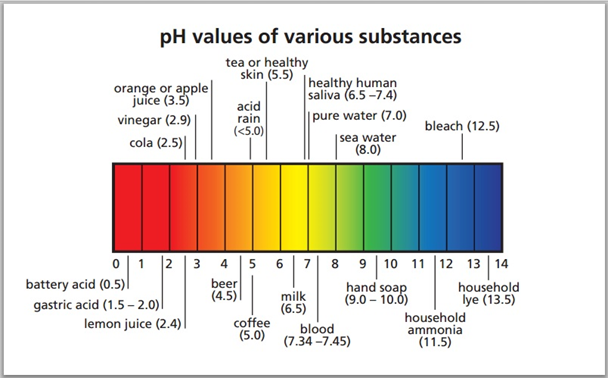 pH values of various substances
tea or healthy
skin (5.5)
orange or apple
juice (3.5)
healthy human
saliva (6.5 –7.4)
vinegar (2.9)
acid
rain
(<5.0)
pure water (7.0)
cola (2.5)
sea water
(8.0)
bleach (12.5)
0 1 2 3 4 5 6 7 8 9 10 11 12 13 14
battery acid (0.5)
gastric acid (1.5 – 2.0)
lemon juice (2.4)
beer
(4.5)
coffee
(5.0)
milk
(6.5)
blood
(7.34 –7.45)
hand soap
(9.0 – 10.0)
household
ammonia
(11.5)
household
lye (13.5)